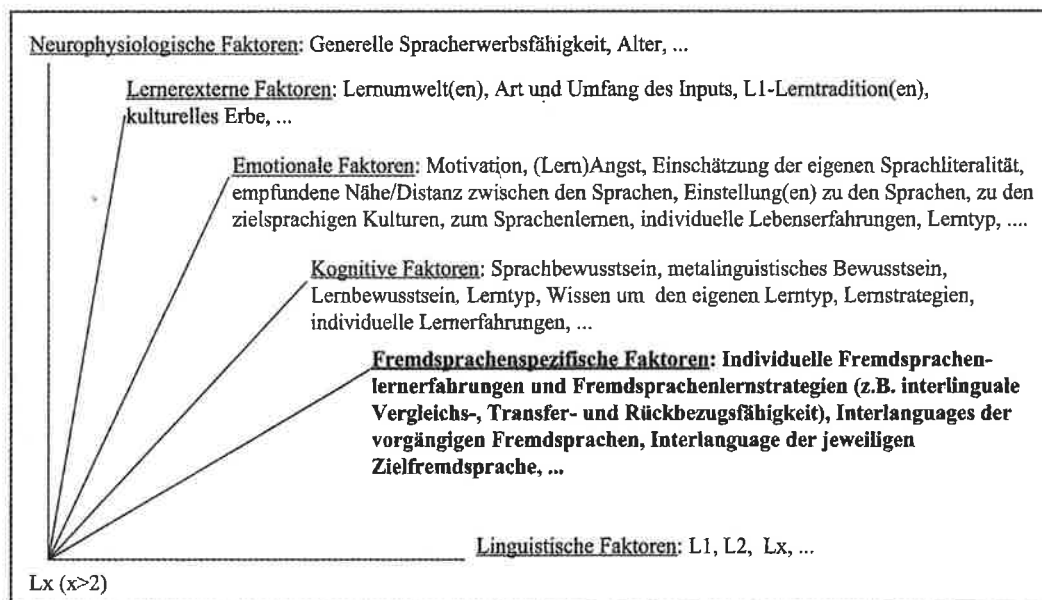 Neurophysiologische Faktoren: Generelle Spracherwerbsfähigkeit, Alter, ...
Lernerexterne Faktoren: Lernumwelt(en), Art und Umfang des Inputs, L1-Lerntradition(en),
kulturelles Erbe, ...
Emotionale Faktoren: Motivation, (Lern)Angst, Einschätzung der eigenen Sprachliteralität,
empfundene Nähe/Distanz zwischen den Sprachen, Einstellung(en) zu den Sprachen, zu den
zielsprachigen Kulturen, zum Sprachenlernen, individuelle Lebenserfahrungen, Lerntyp, ....
Kognitive Faktoren: Sprachbewusstsein, metalinguistisches Bewusstsein,
Lernbewusstsein, Lerntyp, Wissen um den eigenen Lerntyp, Lernstrategien,
individuelle Lernerfahrungen, ...
Fremdsprachenspezifische Faktoren: Individuelle Fremdsprachen-
lernerfahrungen und Fremdsprachenlernstrategien (z.B. interlinguale
Vergleichs-, Transfer- und Rückbezugsfähigkeit), Interlanguages der
vorgängigen Fremdsprachen, Interlanguage der jeweiligen
Zielfremdsprache, ...
Linguistische Faktoren: L1, L2, Lx, ...
Lx (x>2)